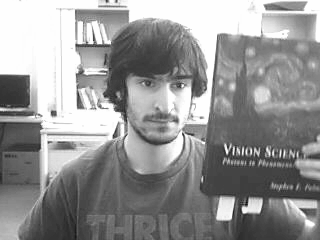 VISION SCIENCE
Photons to Phenomenology
Stephen E. Palmer
THRICE